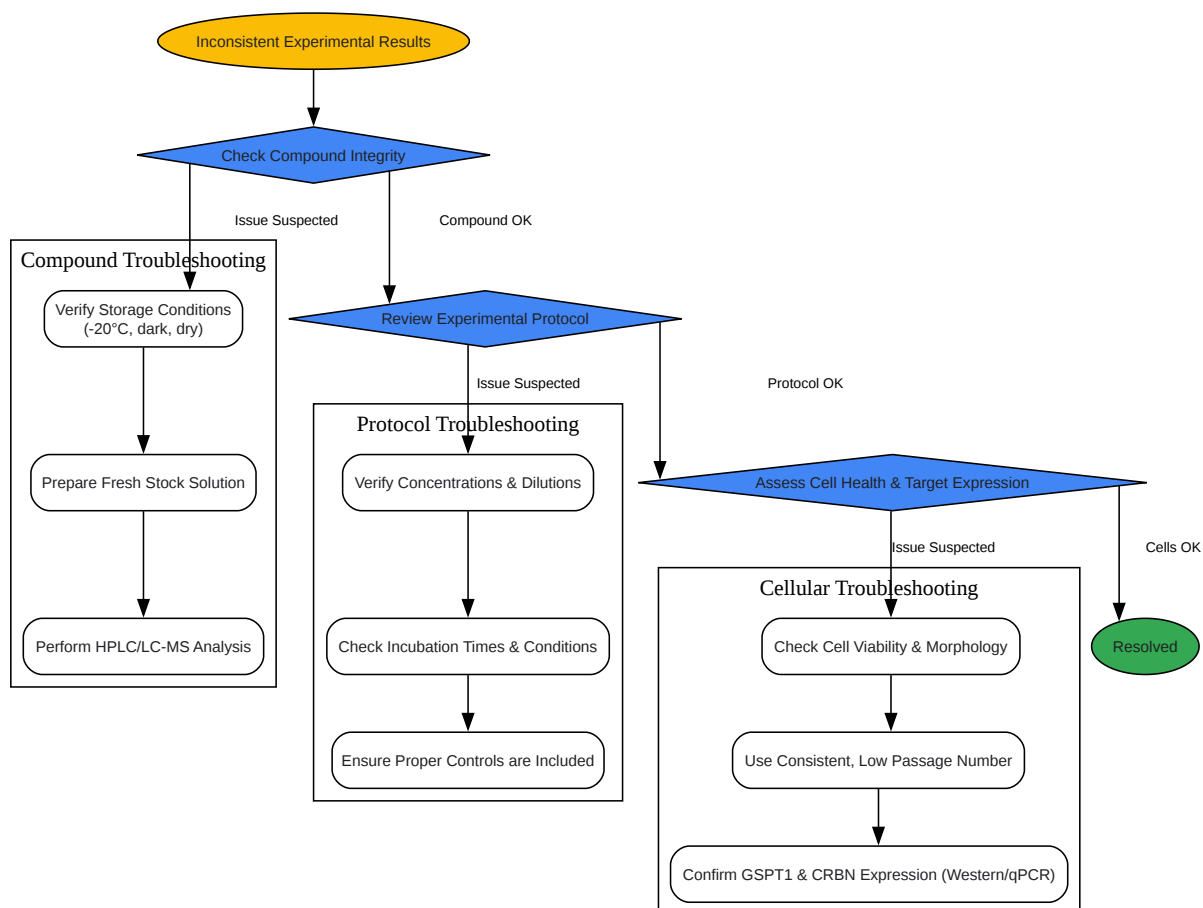 Inconsistent Experimental Results
Check Compound Integrity
Issue Suspected
Compound OK
Compound Troubleshooting
Verify Storage Conditions
(-20°C, dark, dry)
Prepare Fresh Stock Solution
Perform HPLC/LC-MS Analysis
Review Experimental Protocol
Issue Suspected
Protocol OK
Protocol Troubleshooting
Verify Concentrations & Dilutions
Check Incubation Times & Conditions
Ensure Proper Controls are Included
Assess Cell Health & Target Expression
Issue Suspected
Cells OK
Cellular Troubleshooting
Check Cell Viability & Morphology
Use Consistent, Low Passage Number
Confirm GSPT1 & CRBN Expression (Western/qPCR)
Resolved